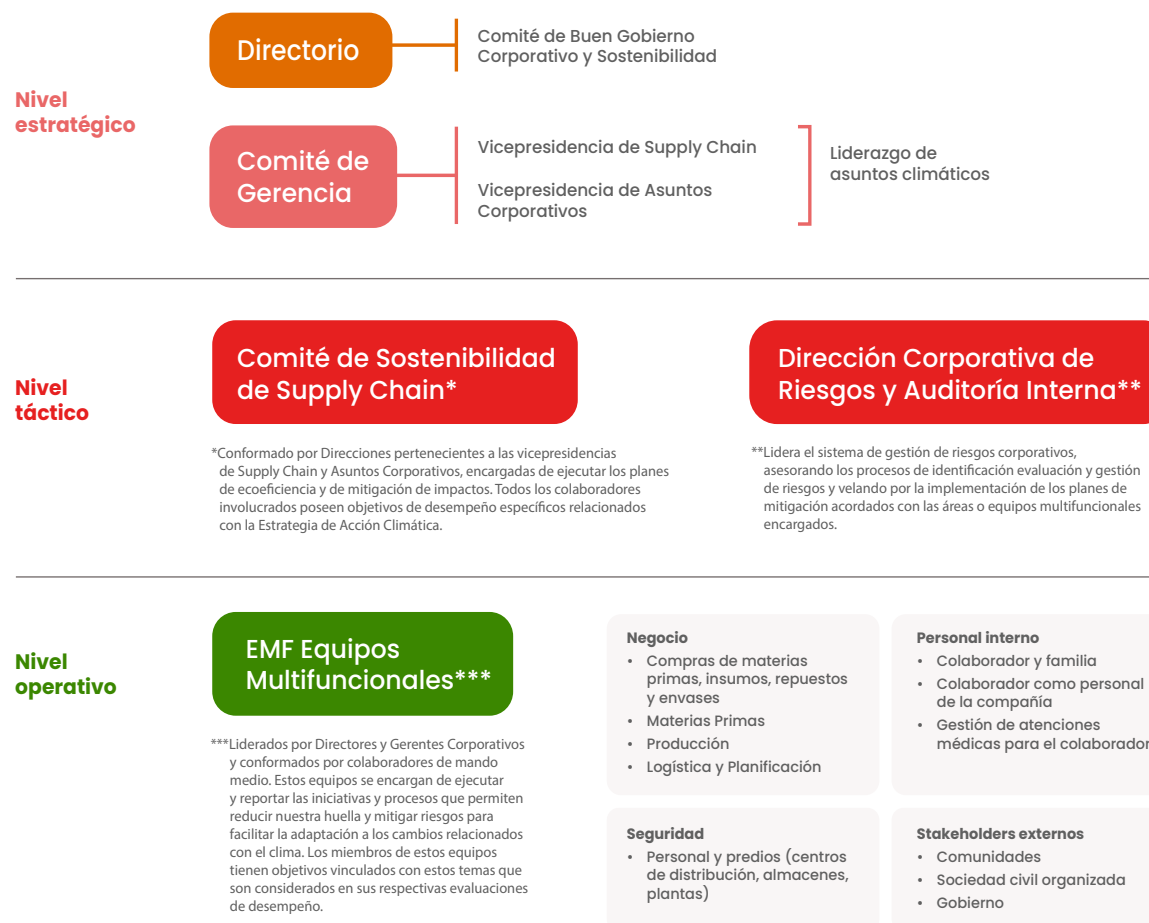 Nivel
estratégico
Directorio
Comité de Buen Gobierno
Corporativo y Sostenibilidad
Comité de
Gerencia
Vicepresidencia de Supply Chain
Vicepresidencia de Asuntos
Corporativos
Liderazgo de
asuntos climáticos
Nivel
táctico
Comité de Sostenibilidad
de Supply Chain*
*Conformado por Direcciones pertenecientes a las vicepresidencias
de Supply Chain y Asuntos Corporativos, encargadas de ejecutar los planes
de ecoeficiencia y de mitigación de impactos. Todos los colaboradores
involucrados poseen objetivos de desempeño específicos relacionados
con la Estrategia de Acción Climática.
Dirección Corporativa de
Riesgos y Auditoría Interna**
**Lidera el sistema de gestión de riesgos corporativos,
asesorando los procesos de identificación evaluación y gestión
de riesgos y velando por la implementación de los planes de
mitigación acordados con las áreas o equipos multifuncionales
encargados.
Nivel
operativo
EMF Equipos
Multifuncionales***
***Liderados por Directores y Gerentes Corporativos
y conformados por colaboradores de mando
medio. Estos equipos se encargan de ejecutar
y reportar las iniciativas y procesos que permiten
reducir nuestra huella y mitigar riesgos para
facilitar la adaptación a los cambios relacionados
con el clima. Los miembros de estos equipos
tienen objetivos vinculados con estos temas que
son considerados en sus respectivas evaluaciones
de desempeño.
Negocio
• Compras de materias
primas, insumos, repuestos
y envases
• Materias Primas
• Producción
• Logística y Planificación
Personal interno
• Colaborador y familia
• Colaborador como personal
de la compañía
• Gestión de atenciones
médicas para el colaborador
Seguridad
• Personal y predios (centros
de distribución, almacenes,
plantas)
Stakeholders externos
• Comunidades
• Sociedad civil organizada
• Gobierno